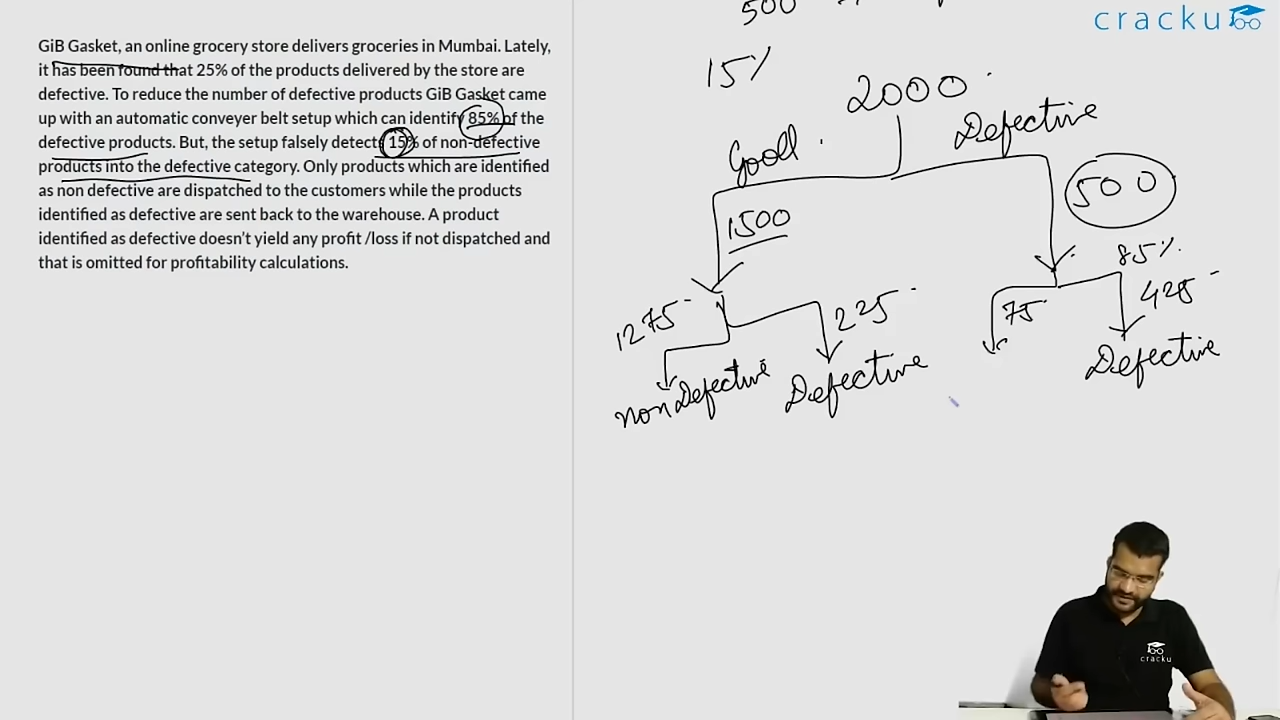 GiB Gasket, an online grocery store delivers groceries in Mumbai. Lately,
it has been found that 25% of the products delivered by the store are
defective. To reduce the number of defective products GiB Gasket came
up with an automatic conveyer belt setup which can identify 85% of the
defective products. But, the setup falsely detects 15% of non-defective
products into the defective category. Only products which are identified
as non defective are dispatched to the customers while the products
identified as defective are sent back to the warehouse. A product
identified as defective doesn't yield any profit /loss if not dispatched and
that is omitted for profitability calculations.
cracku
500
15%
2000
Good
Defective
1500
500
85%
1275
225
75
425
non Defective
Defective
Defective
cracku